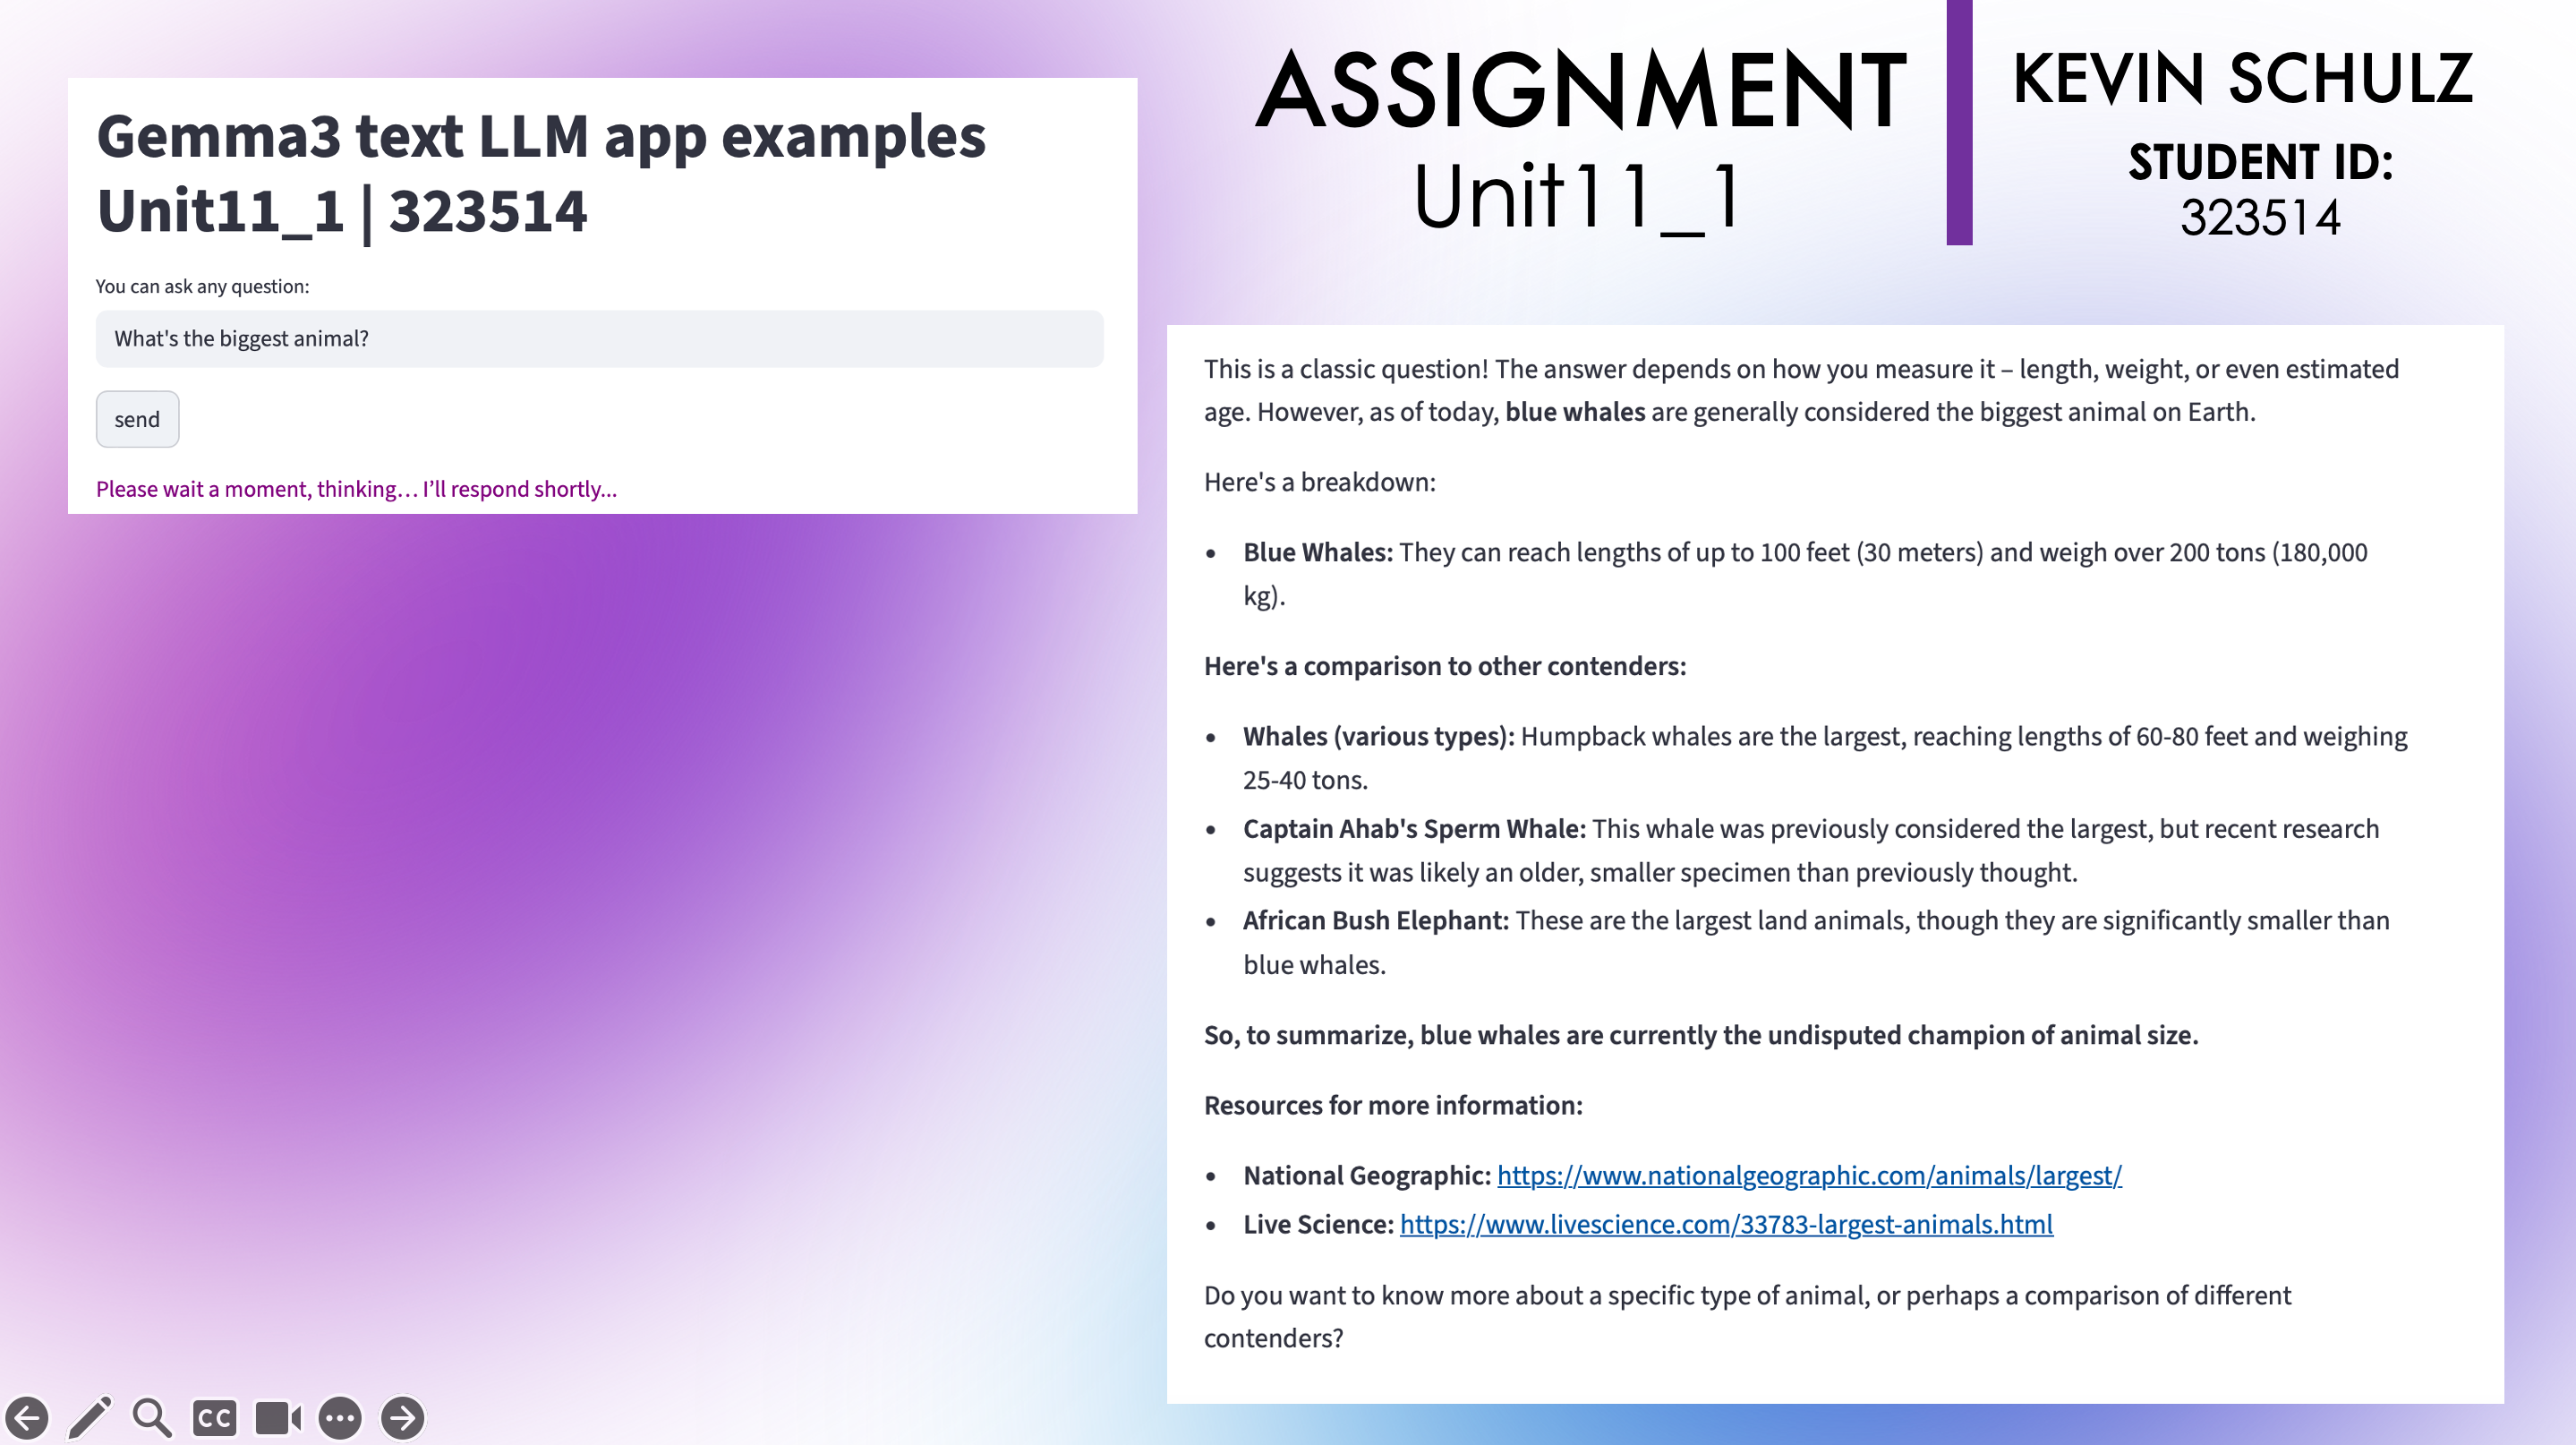 Gemma3 text LLM app examples
Unit11_1 | 323514
You can ask any question:
What's the biggest animal?
send
Please wait a moment, thinking… I’ll respond shortly...
ASSIGNMENT
Unit11_1
KEVIN SCHULZ
STUDENT ID:
323514
This is a classic question! The answer depends on how you measure it – length, weight, or even estimated
age. However, as of today, blue whales are generally considered the biggest animal on Earth.
Here's a breakdown:
• Blue Whales: They can reach lengths of up to 100 feet (30 meters) and weigh over 200 tons (180,000
kg).
Here's a comparison to other contenders:
• Whales (various types): Humpback whales are the largest, reaching lengths of 60-80 feet and weighing
25-40 tons.
• Captain Ahab's Sperm Whale: This whale was previously considered the largest, but recent research
suggests it was likely an older, smaller specimen than previously thought.
• African Bush Elephant: These are the largest land animals, though they are significantly smaller than
blue whales.
So, to summarize, blue whales are currently the undisputed champion of animal size.
Resources for more information:
• National Geographic: https://www.nationalgeographic.com/animals/largest/
• Live Science: https://www.livescience.com/33783-largest-animals.html
Do you want to know more about a specific type of animal, or perhaps a comparison of different
contenders?
CC